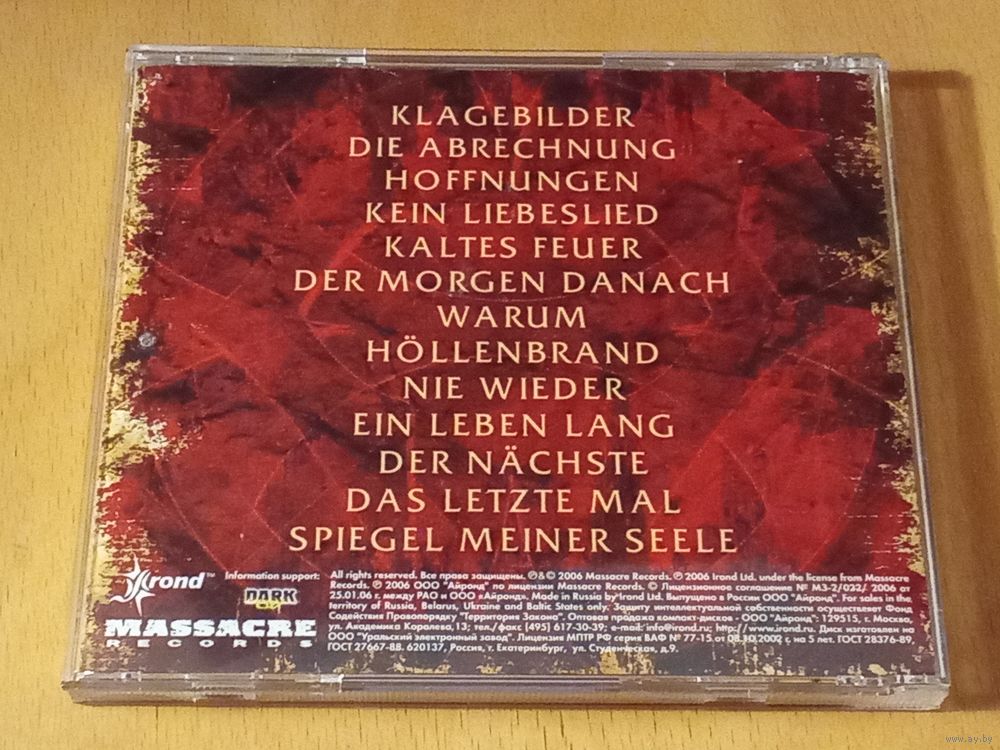 KLAGEBILDER
DIE ABRECHNUNG
HOFFNUNGEN
KEIN LIEBESLIED
KALTES FEUER
DER MORGEN DANACH
WARUM
HÖLLENBRAND
NIE WIEDER
EIN LEBEN LANG
DER NÄCHSTE
DAS LETZTE MAL
SPIEGEL MEINER SEELE
Irond™
Information support:
DARK
MASSACRE
RECORDS
All rights reserved. Все права защищены. ℗&© 2006 Massacre Records. ℗ 2006 Irond Ltd. under the license from Massacre
Records. ℗ 2006 ООО "Айронд" по лицензии Massacre Records. © Лицензионное соглашение № МЗ-2/022/ 2006 от
25.01.06 г. между РАО и ООО «Айронд». Made in Russia by Irond Ltd. Выпущено в России ООО "Айронд". For sales in the
territory of Russia, Belarus, Ukraine and Baltic States only. Защиту интеллектуальной собственности осуществляет Фонд
Содействия Правопорядку "Территория Закона". Оптовая продажа компакт-дисков - ООО "Айронд": 129515, г. Москва,
ул. Академика Королева, 13; тел./факс (495) 617-30-39; e-mail: info@irond.ru; http://www.irond.ru. Диск изготовлен на
ООО "Уральский электронный завод". Лицензия МПТР РФ серия ВАФ № 77-15 от 08.10.2002 г. на 5 лет. ГОСТ 28376-89,
ГОСТ 27667-88. 620137, Россия, г. Екатеринбург, ул. Студенческая, д.9.
www.ay.by